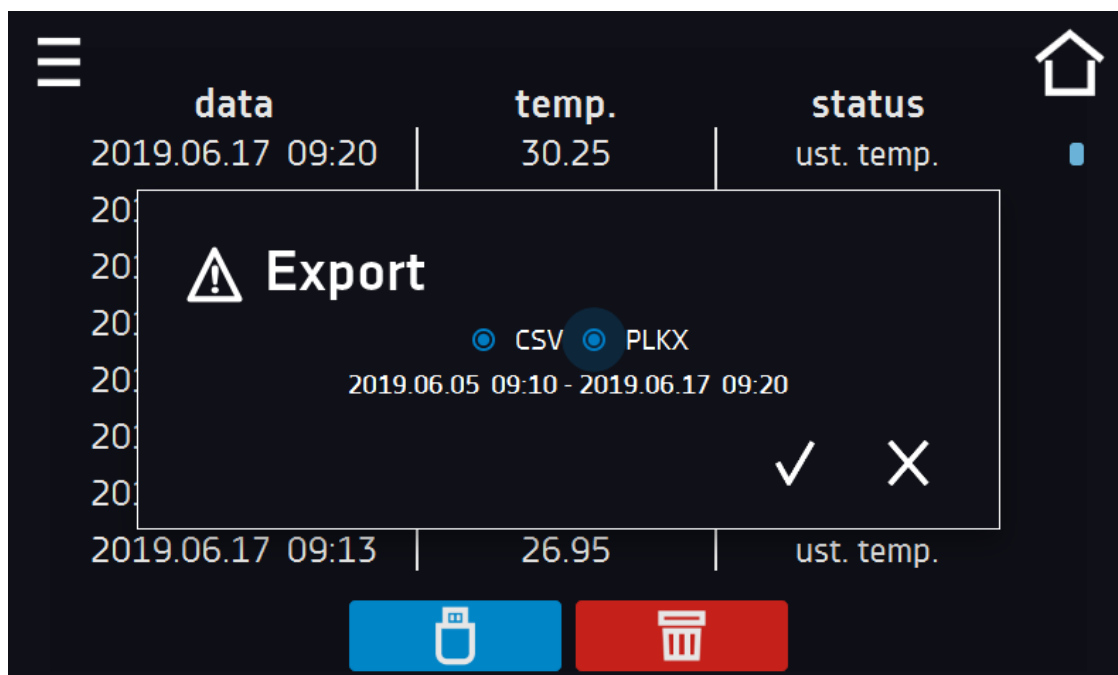 data temp. status
2019.06.17 09:20 30.25 ust. temp.
Export
CSV PLKX
2019.06.05 09:10 - 2019.06.17 09:20
2019.06.17 09:13 26.95 ust. temp.